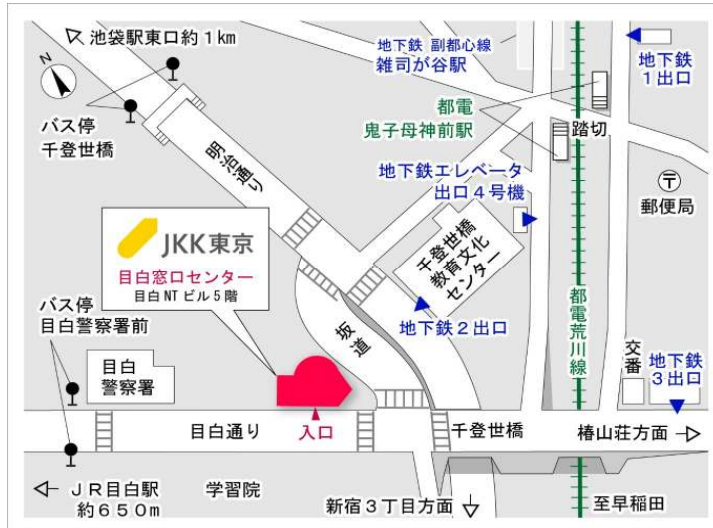 池袋駅東口約1km
N
バス停
千登世橋
明治通り
地下鉄 副都心線
雑司が谷駅
都電
鬼子母神前駅
踏切
地下鉄
1出口
地下鉄エレベータ
出口4号機
〒
郵便局
JKK東京
目白窓口センター
目白NTビル5階
千登世橋
教育文化
センター
バス停
目白警察署前
坂道
地下鉄2出口
都電荒川線
交番
地下鉄
3出口
目白
警察署
目白通り
入口
千登世橋
椿山荘方面
JR目白駅
約650m
学習院
新宿3丁目方面
至早稲田